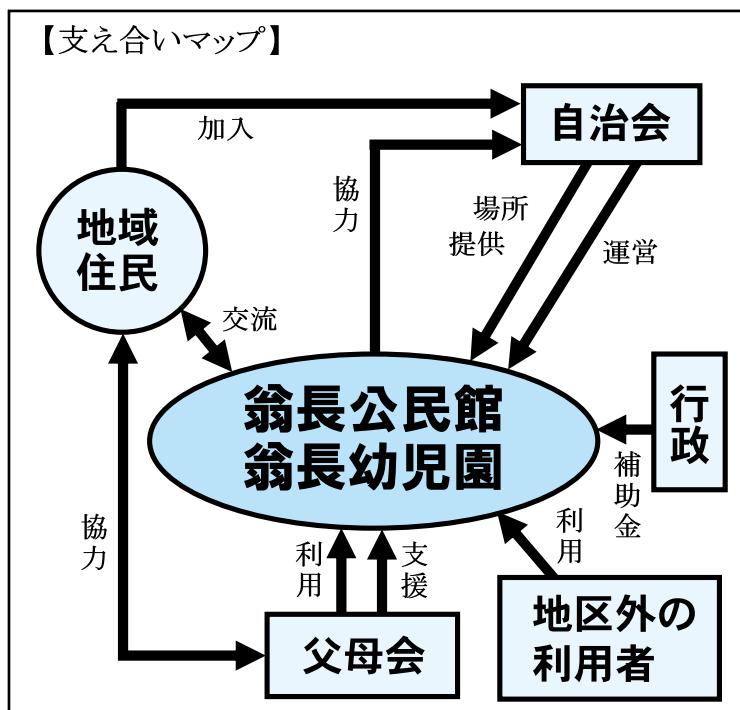 【支え合いマップ】
加入
自治会
地域
住民
協力
場所
提供
運営
交流
翁長公民館
翁長幼児園
行政
補助金
協力
利用
支援
利用
父母会
地区外の
利用者